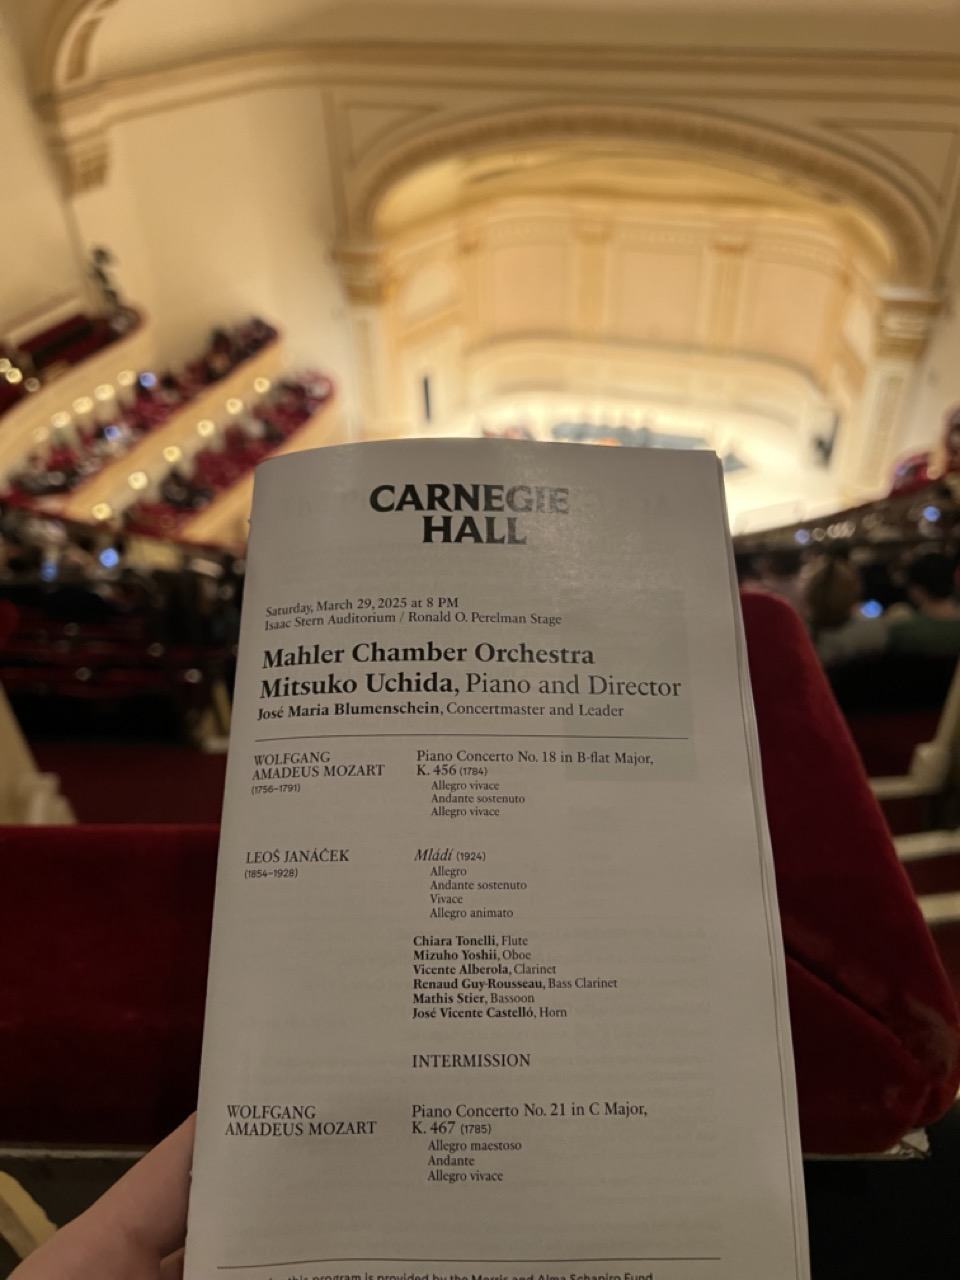 CARNEGIE
HALL
Saturday, March 29, 2025 at 8 PM
Isaac Stern Auditorium / Ronald O. Perelman Stage
Mahler Chamber Orchestra
Mitsuko Uchida, Piano and Director
José Maria Blumenschein, Concertmaster and Leader
WOLFGANG
AMADEUS MOZART
(1756–1791)
Piano Concerto No. 18 in B-flat Major,
K. 456 (1784)
Allegro vivace
Andante sostenuto
Allegro vivace
LEOŠ JANÁČEK
(1854–1928)
Mládí (1924)
Allegro
Andante sostenuto
Vivace
Allegro animato
Chiara Tonelli, Flute
Mizuho Yoshii, Oboe
Vicente Alberola, Clarinet
Renaud Guy-Rousseau, Bass Clarinet
Mathis Stier, Bassoon
José Vicente Castelló, Horn
INTERMISSION
WOLFGANG
AMADEUS MOZART
Piano Concerto No. 21 in C Major,
K. 467 (1785)
Allegro maestoso
Andante
Allegro vivace
this program is provided by the Morris and Alma Schapiro Fund